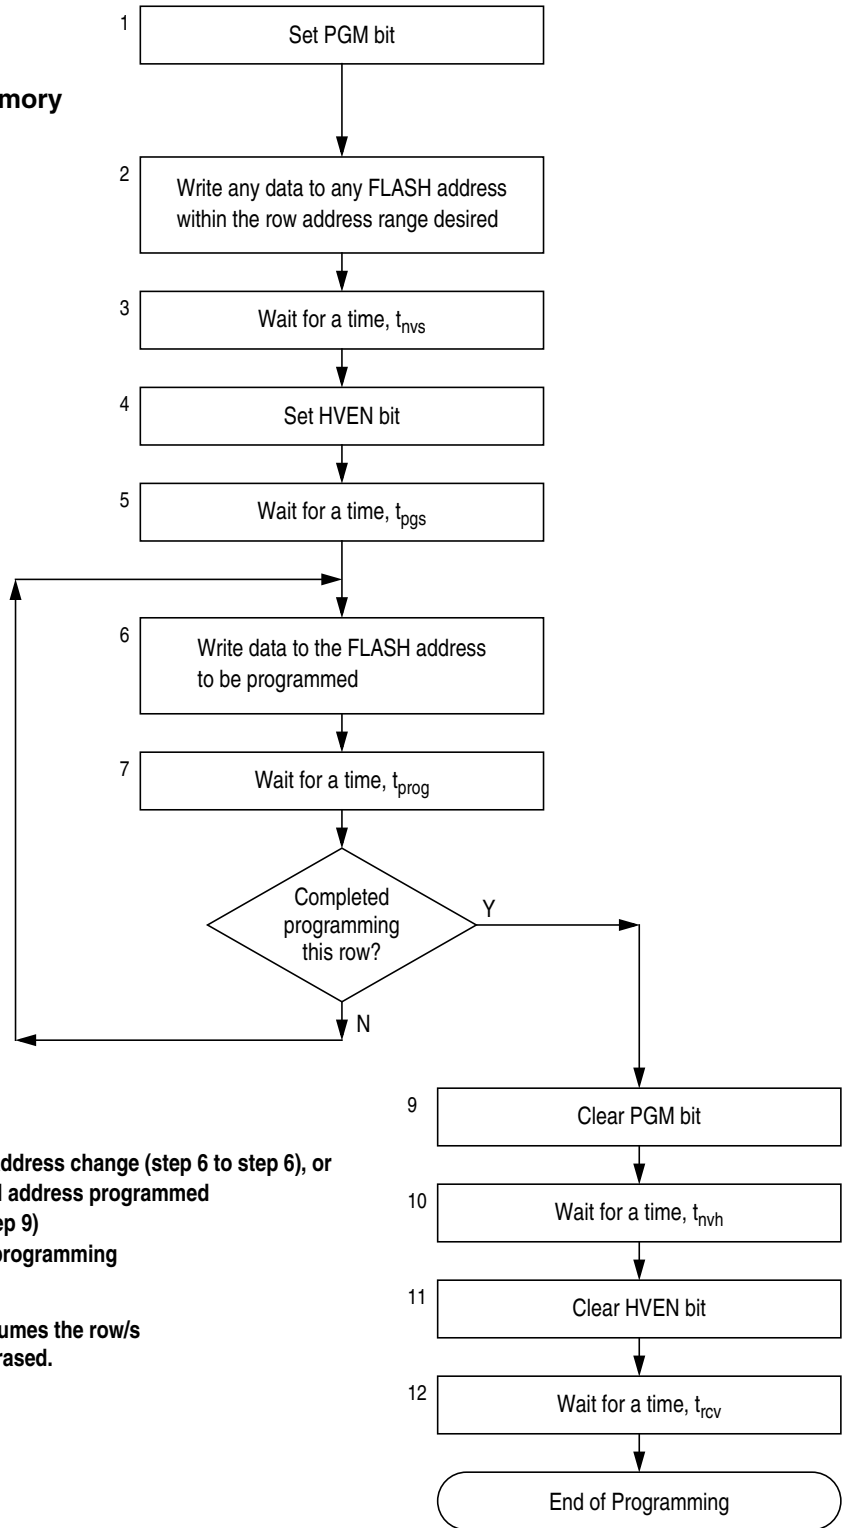 1
Set PGM bit
2
Write any data to any FLASH address
within the row address range desired
3
Wait for a time, tnvs
4
Set HVEN bit
5
Wait for a time, tpgs
6
Write data to the FLASH address
to be programmed
7
Wait for a time, tprog
Completed
programming
this row?
Y
N
9
Clear PGM bit
address change (step 6 to step 6), or
address programmed
9)
programming
10
Wait for a time, tnvh
11
Clear HVEN bit
the row/s
12
Wait for a time, trcv
End of Programming